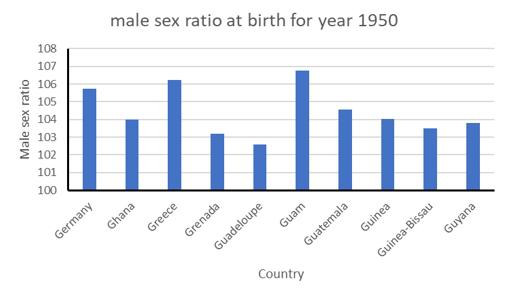 male sex ratio at birth for year 1950
Male sex ratio
108
107
106
105
104
103
102
101
100
Germany
Ghana
Greece
Grenada
Guadeloupe
Guam
Guatemala
Guinea
Guinea-Bissau
Guyana
Country